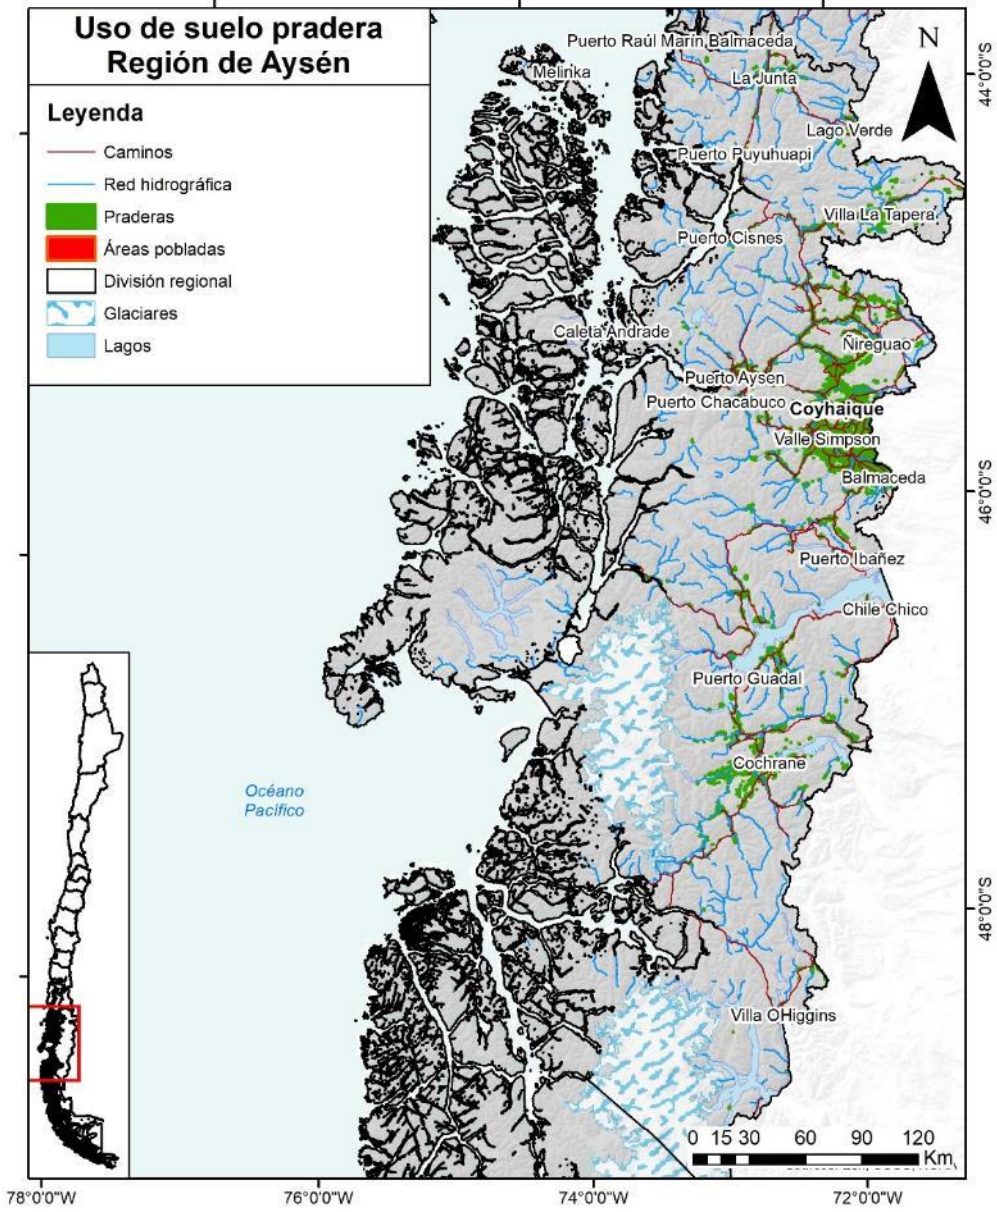 Uso de suelo pradera
Región de Aysén
Leyenda
Caminos
Red hidrográfica
Praderas
Áreas pobladas
División regional
Glaciares
Lagos
N
Puerto Raúl Marín Balmaceda
Melinka
La Junta
Lago Verde
Puerto Puyuhuapi
Villa La Tapera
Puerto Cisnes
Caleta Andrade
Ñireguao
Puerto Aysen
Puerto Chacabuco
Coyhaique
Valle Simpson
Balmaceda
Puerto Ibañez
Chile Chico
Puerto Guadal
Cochrane
Villa OHiggins
Océano
Pacifico
44°0'0"S
46°0'0"S
48°0'0"S
0 15 30 60 90 120
Km
78°0'0"W 76°0'0"W 74°0'0"W 72°0'0"W